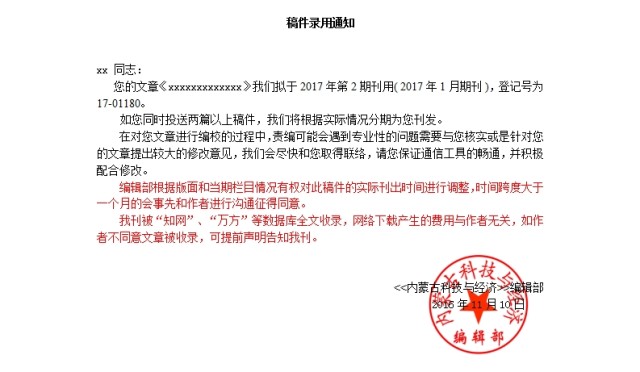 稿件录用通知
xx 同志:
您的文章《xxxxxxxxxxxxx》我们拟于 2017 年第 2 期刊用( 2017 年 1 月期刊 ),登记号为
17-01180。
如您同时投送两篇以上稿件，我们将根据实际情况分期为您刊发。
在对您文章进行编校的过程中,责编可能会遇到专业性的问题需要与您核实或是针对您
的文章提出较大的修改意见，我们会尽快和您取得联络，请您保证通信工具的畅通，并积极
配合修改。
编辑部根据版面和当期栏目情况有权对此稿件的实际刊出时间进行调整,时间跨度大于
一个月的会事先和作者进行沟通征得同意。
我刊被“知网”、“万方”等数据库全文收录，网络下载产生的费用与作者无关，如作
者不同意文章被收录，可提前声明告知我刊。
<<内蒙古科技与经济>>编辑部
2016 年 11 月 10 日
内蒙古科技与经济
编辑部